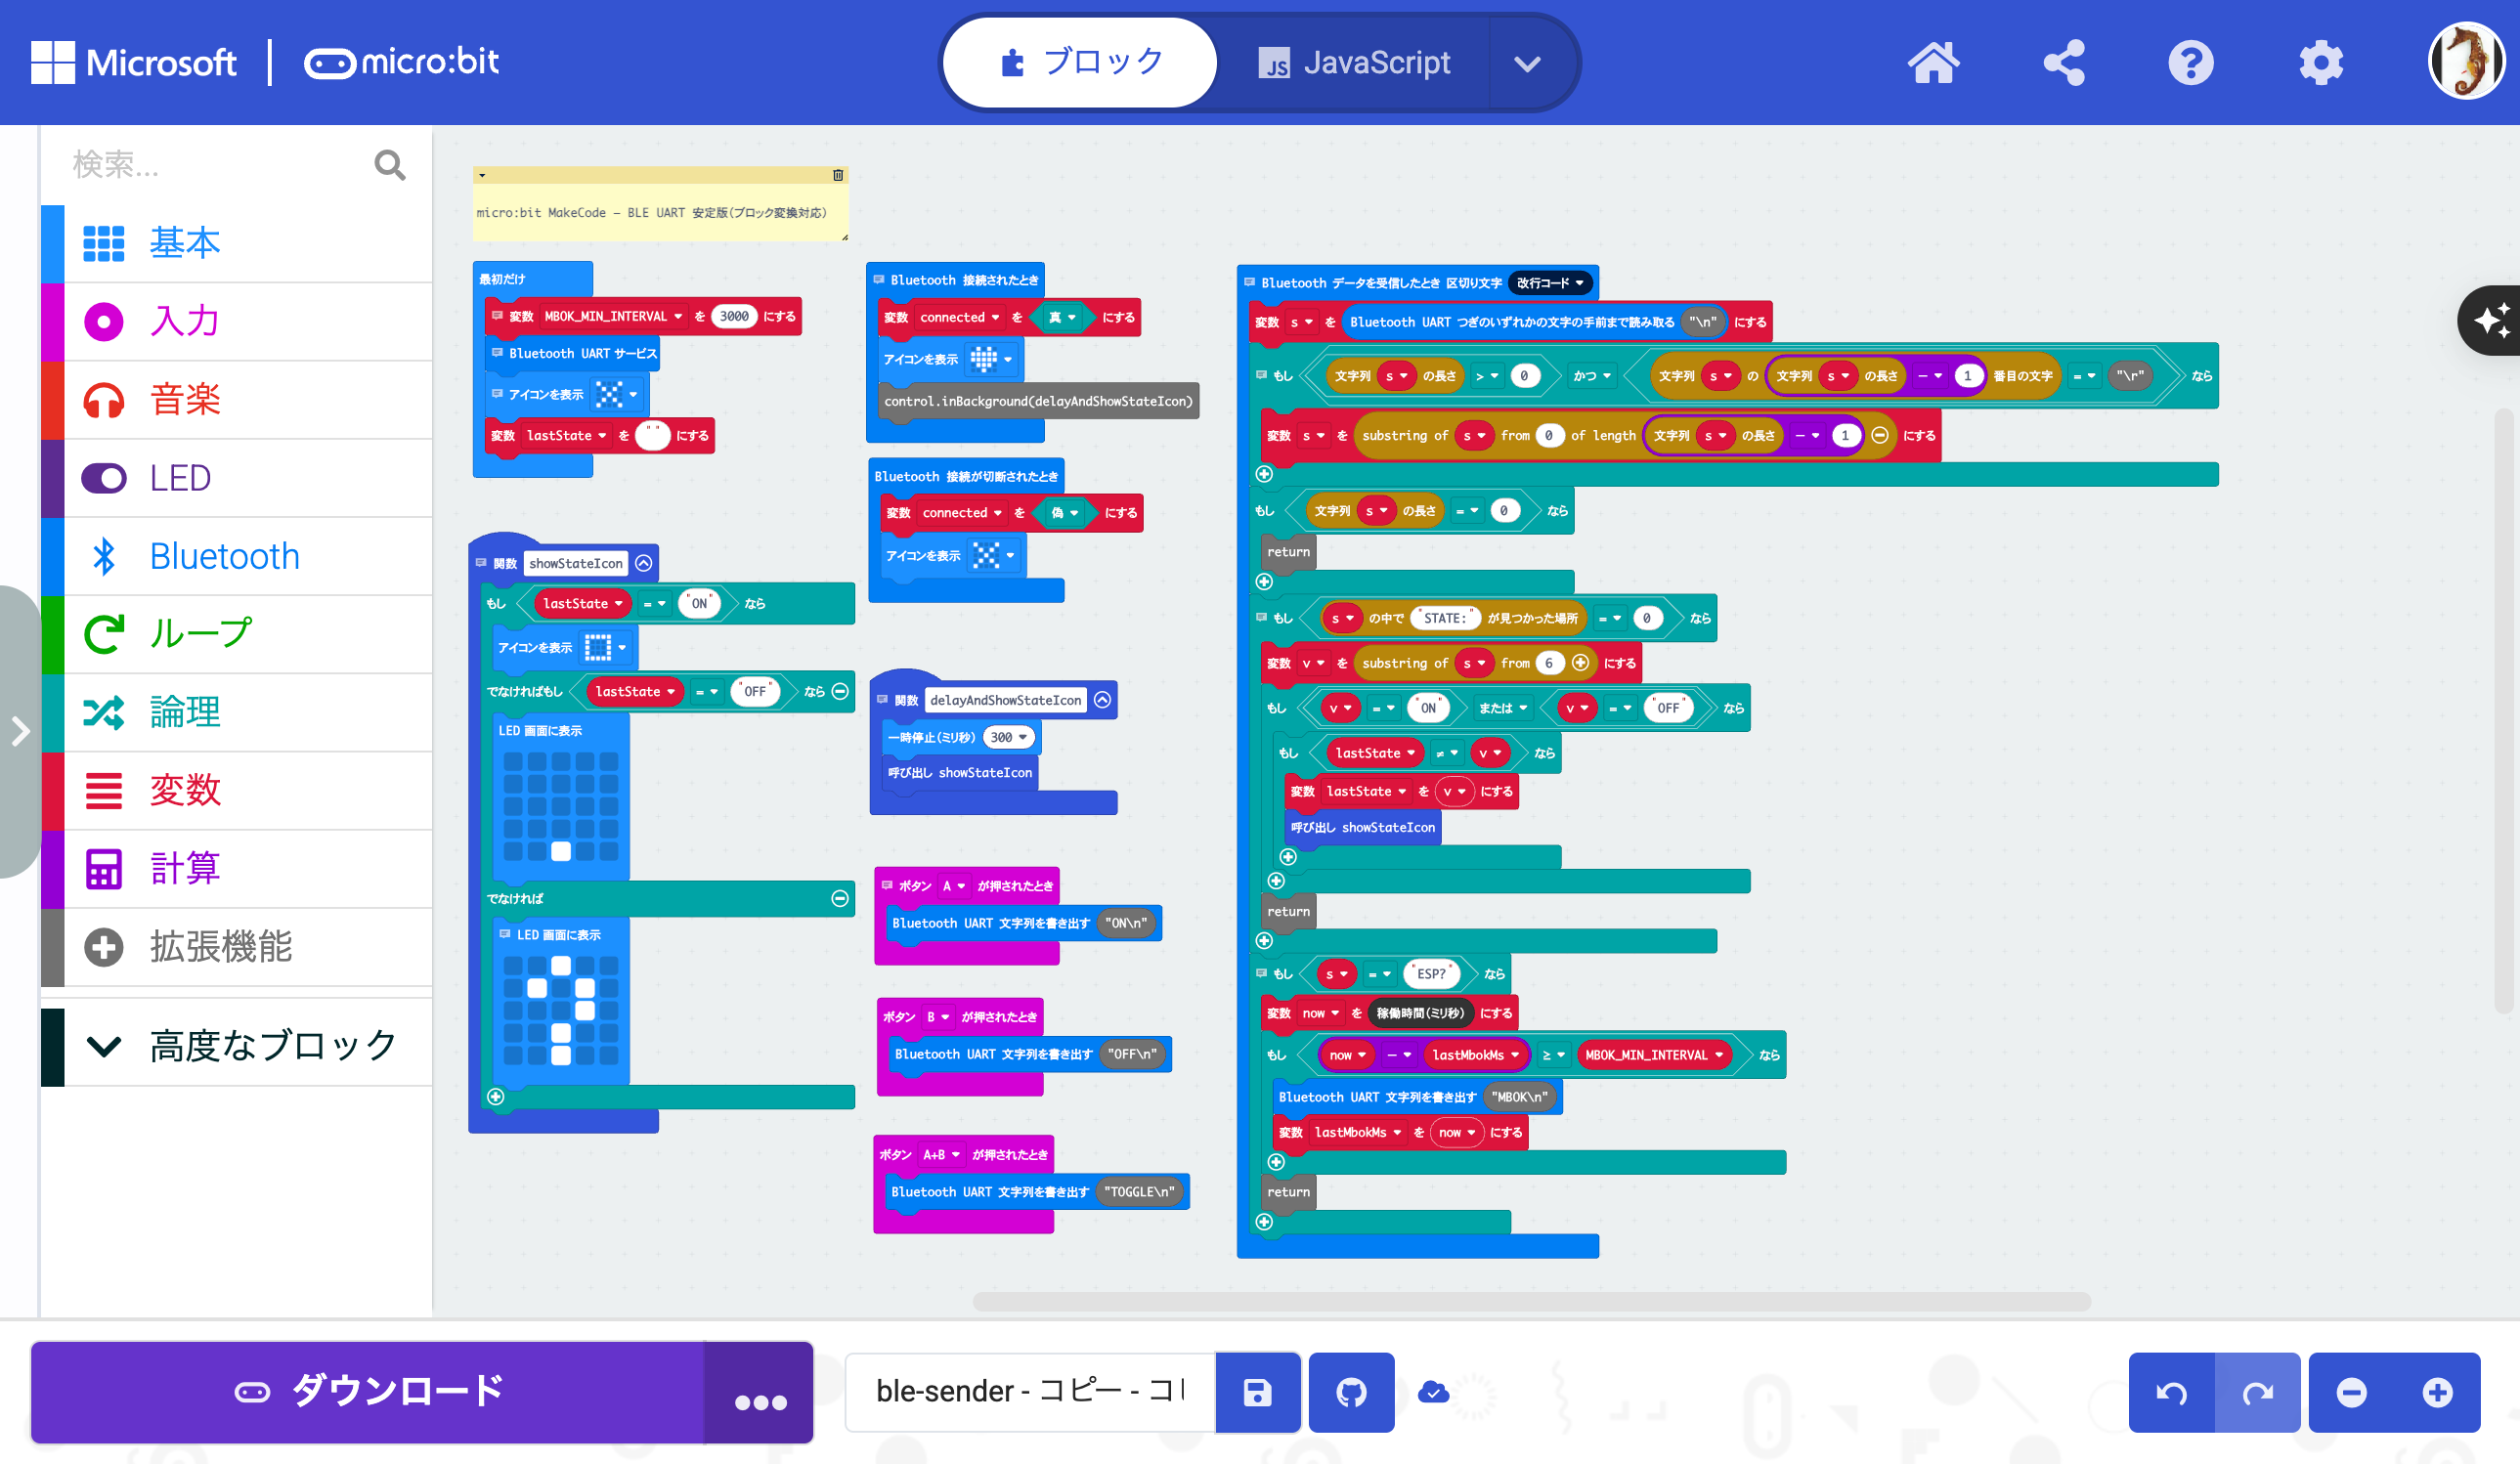 Microsoft
micro:bit
ブロック
JS JavaScript
検索...
基本
入力
音楽
LED
Bluetooth
ループ
論理
変数
計算
拡張機能
高度なブロック
micro:bit MakeCode – BLE UART 安定版(ブロック変換対応)
最初だけ
変数 MBOK_MIN_INTERVAL を 3000 にする
Bluetooth UART サービス
アイコンを表示
変数 lastState を " " にする
関数 showStateIcon
もし lastState = "ON" なら
アイコンを表示
でなければもし lastState = "OFF" なら
LED 画面に表示
でなければ
LED 画面に表示
Bluetooth 接続されたとき
変数 connected を 真 にする
アイコンを表示
control.inBackground(delayAndShowStateIcon)
Bluetooth 接続が切断されたとき
変数 connected を 偽 にする
アイコンを表示
関数 delayAndShowStateIcon
一時停止(ミリ秒) 300
呼び出し showStateIcon
ボタン A が押されたとき
Bluetooth UART 文字列を書き出す "ON\n"
ボタン B が押されたとき
Bluetooth UART 文字列を書き出す "OFF\n"
ボタン A+B が押されたとき
Bluetooth UART 文字列を書き出す "TOGGLE\n"
Bluetooth データを受信したとき 区切り文字 改行コード
変数 s を Bluetooth UART つぎのいずれかの文字の手前まで読み取る "\n" にする
もし 文字列 s の長さ > 0 かつ 文字列 s の 文字列 s の長さ − 1 番目の文字 = "\r" なら
変数 s を substring of s from 0 of length 文字列 s の長さ − 1 にする
もし 文字列 s の長さ = 0 なら
return
もし s の中で "STATE:" が見つかった場所 = 0 なら
変数 v を substring of s from 6 にする
もし v = "ON" または v = "OFF" なら
もし lastState ≠ v なら
変数 lastState を v にする
呼び出し showStateIcon
return
もし s = "ESP?" なら
変数 now を 稼働時間(ミリ秒) にする
もし now − lastMbokMs ≥ MBOK_MIN_INTERVAL なら
Bluetooth UART 文字列を書き出す "MBOK\n"
変数 lastMbokMs を now にする
return
ダウンロード
ble-sender - コピー - コ